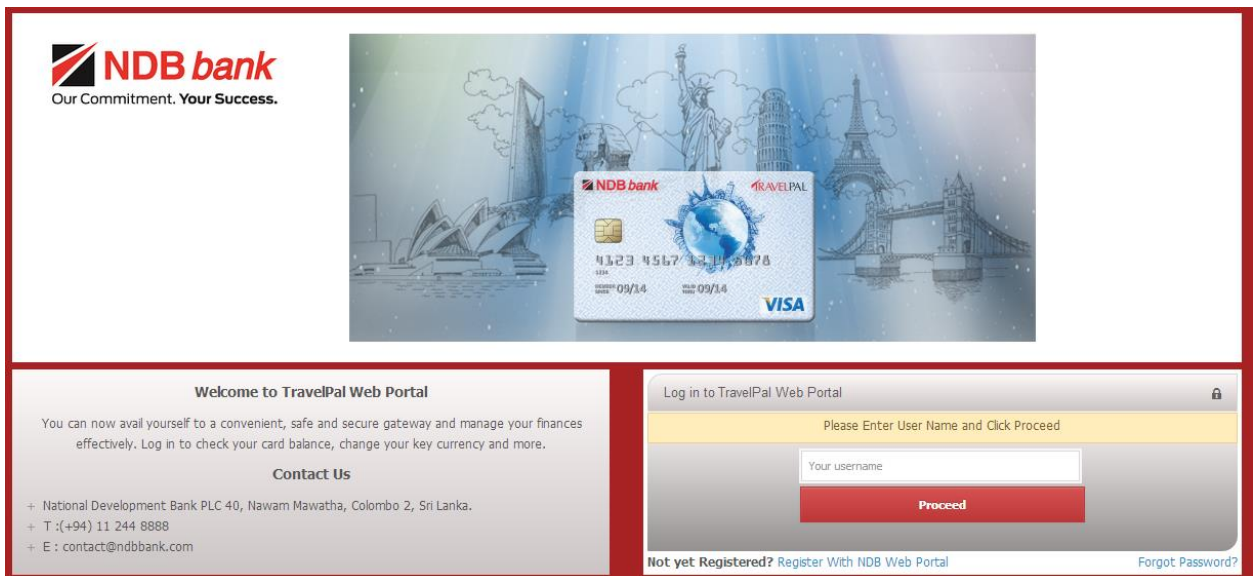 NDB bank
Our Commitment. Your Success.
NDB bank
TRAVELPAL
4123 4567
1234
09/14
09/14
VISA
Welcome to TravelPal Web Portal
You can now avail yourself to a convenient, safe and secure gateway and manage your finances
effectively. Log in to check your card balance, change your key currency and more.
Contact Us
+ National Development Bank PLC 40, Nawam Mawatha, Colombo 2, Sri Lanka.
+ T :(+94) 11 244 8888
+ E : contact@ndbbank.com
Log in to TravelPal Web Portal
Please Enter User Name and Click Proceed
Your username
Proceed
Not yet Registered? Register With NDB Web Portal
Forgot Password?